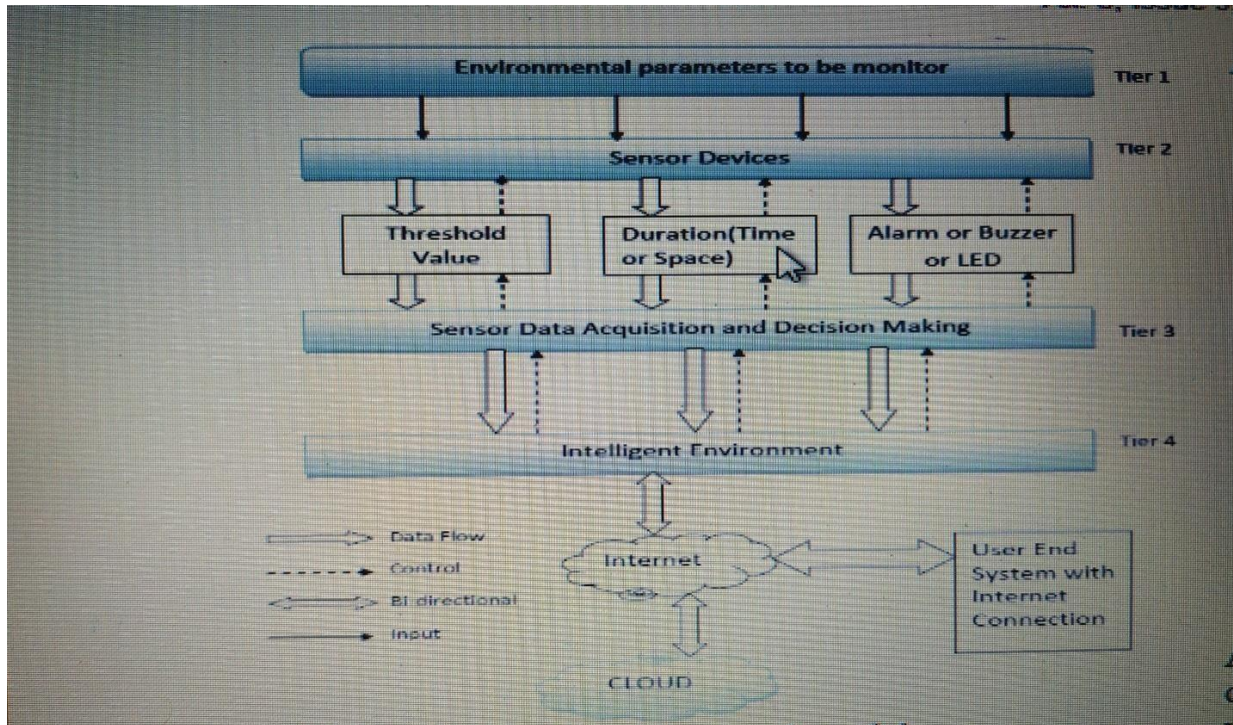 Environmental parameters to be monitor
Tier 1
Sensor Devices
Tier 2
Threshold
Value
Duration(Time
or Space)
Alarm or Buzzer
or LED
Sensor Data Acquisition and Decision Making
Tier 3
Intelligent Environment
Tier 4
Data Flow
Control
Bi directional
Input
Internet
User End
System with
Internet
Connection
CLOUD